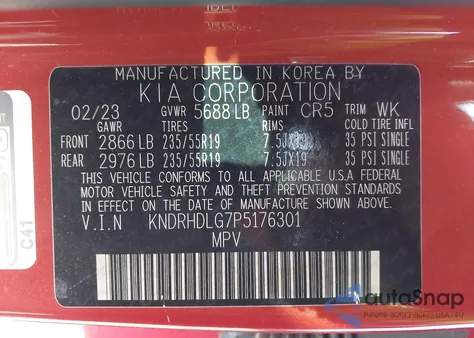 MANUFACTURED IN KOREA BY
KIA CORPORATION
02/23 GVWR 5688 LB PAINT CR5 TRIM WK
GAWR TIRES RIMS COLD TIRE INFL
FRONT 2866 LB 235/55R19 7.5JX19 35 PSI SINGLE
REAR 2976 LB 235/55R19 7.5JX19 35 PSI SINGLE
THIS VEHICLE CONFORMS TO ALL APPLICABLE U.S.A FEDERAL
MOTOR VEHICLE SAFETY AND THEFT PREVENTION STANDARDS
IN EFFECT ON THE DATE OF MANUFACTURE SHOWN ABOVE.
V.I.N KNDRHDLG7P5176301
MPV
C41
autoSnap